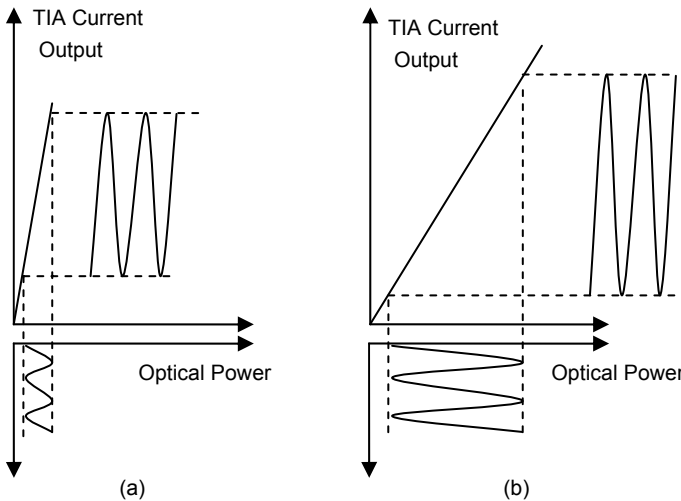 TIA Current
Output
Optical Power
(a)
TIA Current
Output
Optical Power
(b)